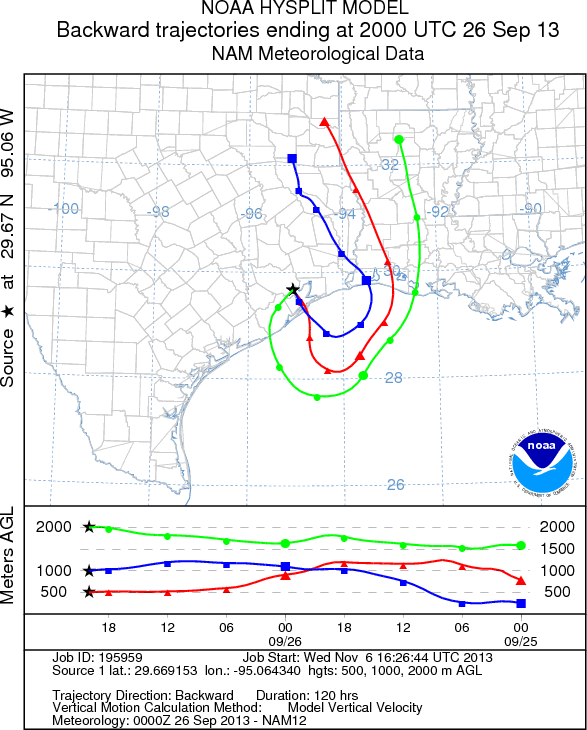 NOAA HYSPLIT MODEL
Backward trajectories ending at 2000 UTC 26 Sep 13
NAM Meteorological Data
Source ★ at 29.67 N 95.06 W
32
-100 -98 -96 -94 -92 -90
30
28
26
noaa
Meters AGL
2000 2000
1500
1000 1000
500 500
18 12 06 00 18 12 06 00
09/26 09/25
Job ID: 195959 Job Start: Wed Nov 6 16:26:44 UTC 2013
Source 1 lat.: 29.669153 lon.: -95.064340 hgts: 500, 1000, 2000 m AGL
Trajectory Direction: Backward Duration: 120 hrs
Vertical Motion Calculation Method: Model Vertical Velocity
Meteorology: 0000Z 26 Sep 2013 - NAM12